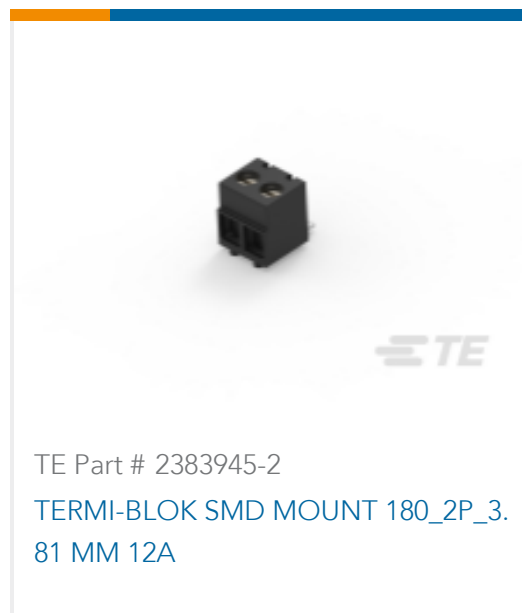 TE
TE Part # 2383945-2
TERMI-BLOK SMD MOUNT 180_2P_3.
81 MM 12A